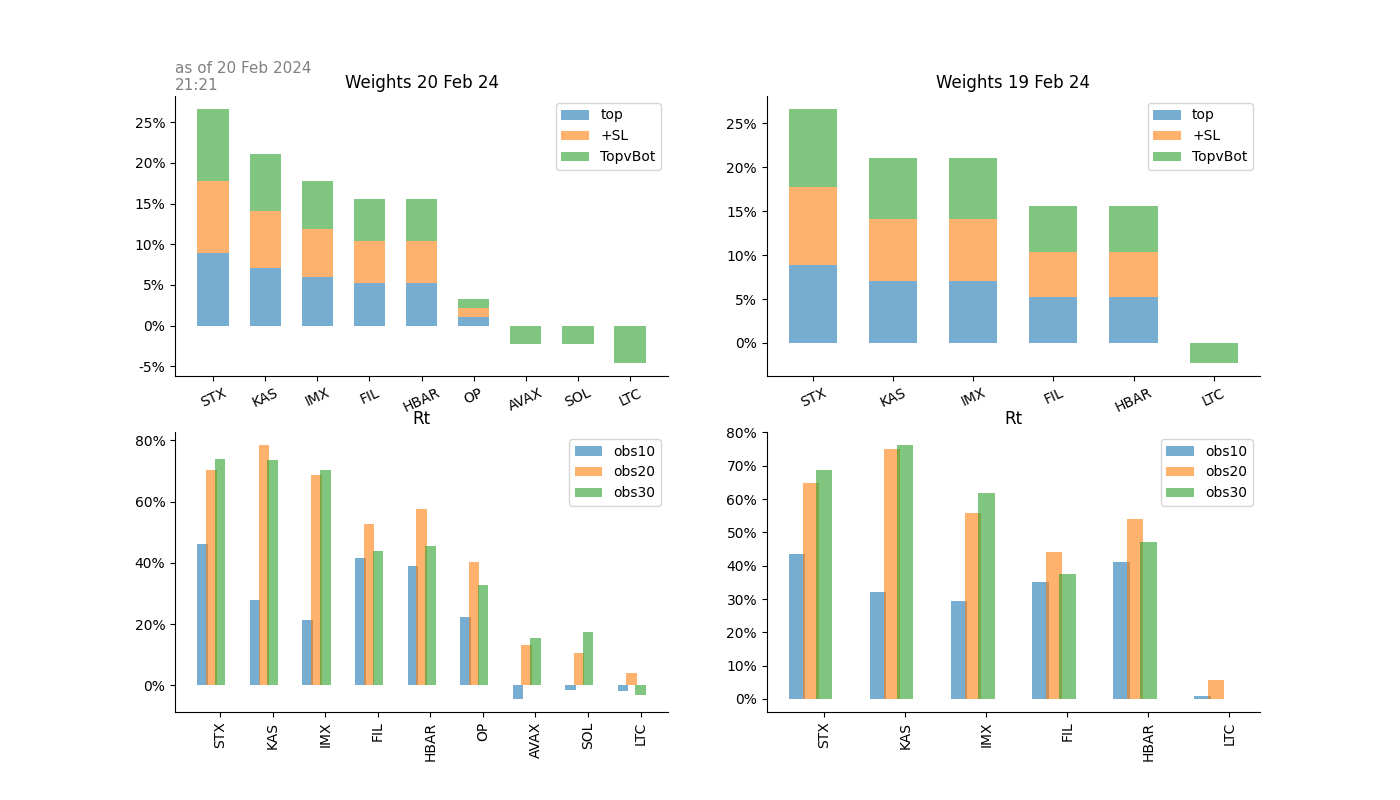 as of 20 Feb 2024
21:21
Weights 20 Feb 24
25%
20%
15%
10%
5%
0%
-5%
top
+SL
TopvBot
STX KAS IMX FIL HBAR OP AVAX SOL LTC
Weights 19 Feb 24
25%
20%
15%
10%
5%
0%
top
+SL
TopvBot
STX KAS IMX FIL HBAR LTC
Rt
80%
60%
40%
20%
0%
obs10
obs20
obs30
STX KAS IMX FIL HBAR OP AVAX SOL LTC
Rt
80%
70%
60%
50%
40%
30%
20%
10%
0%
obs10
obs20
obs30
STX KAS IMX FIL HBAR LTC